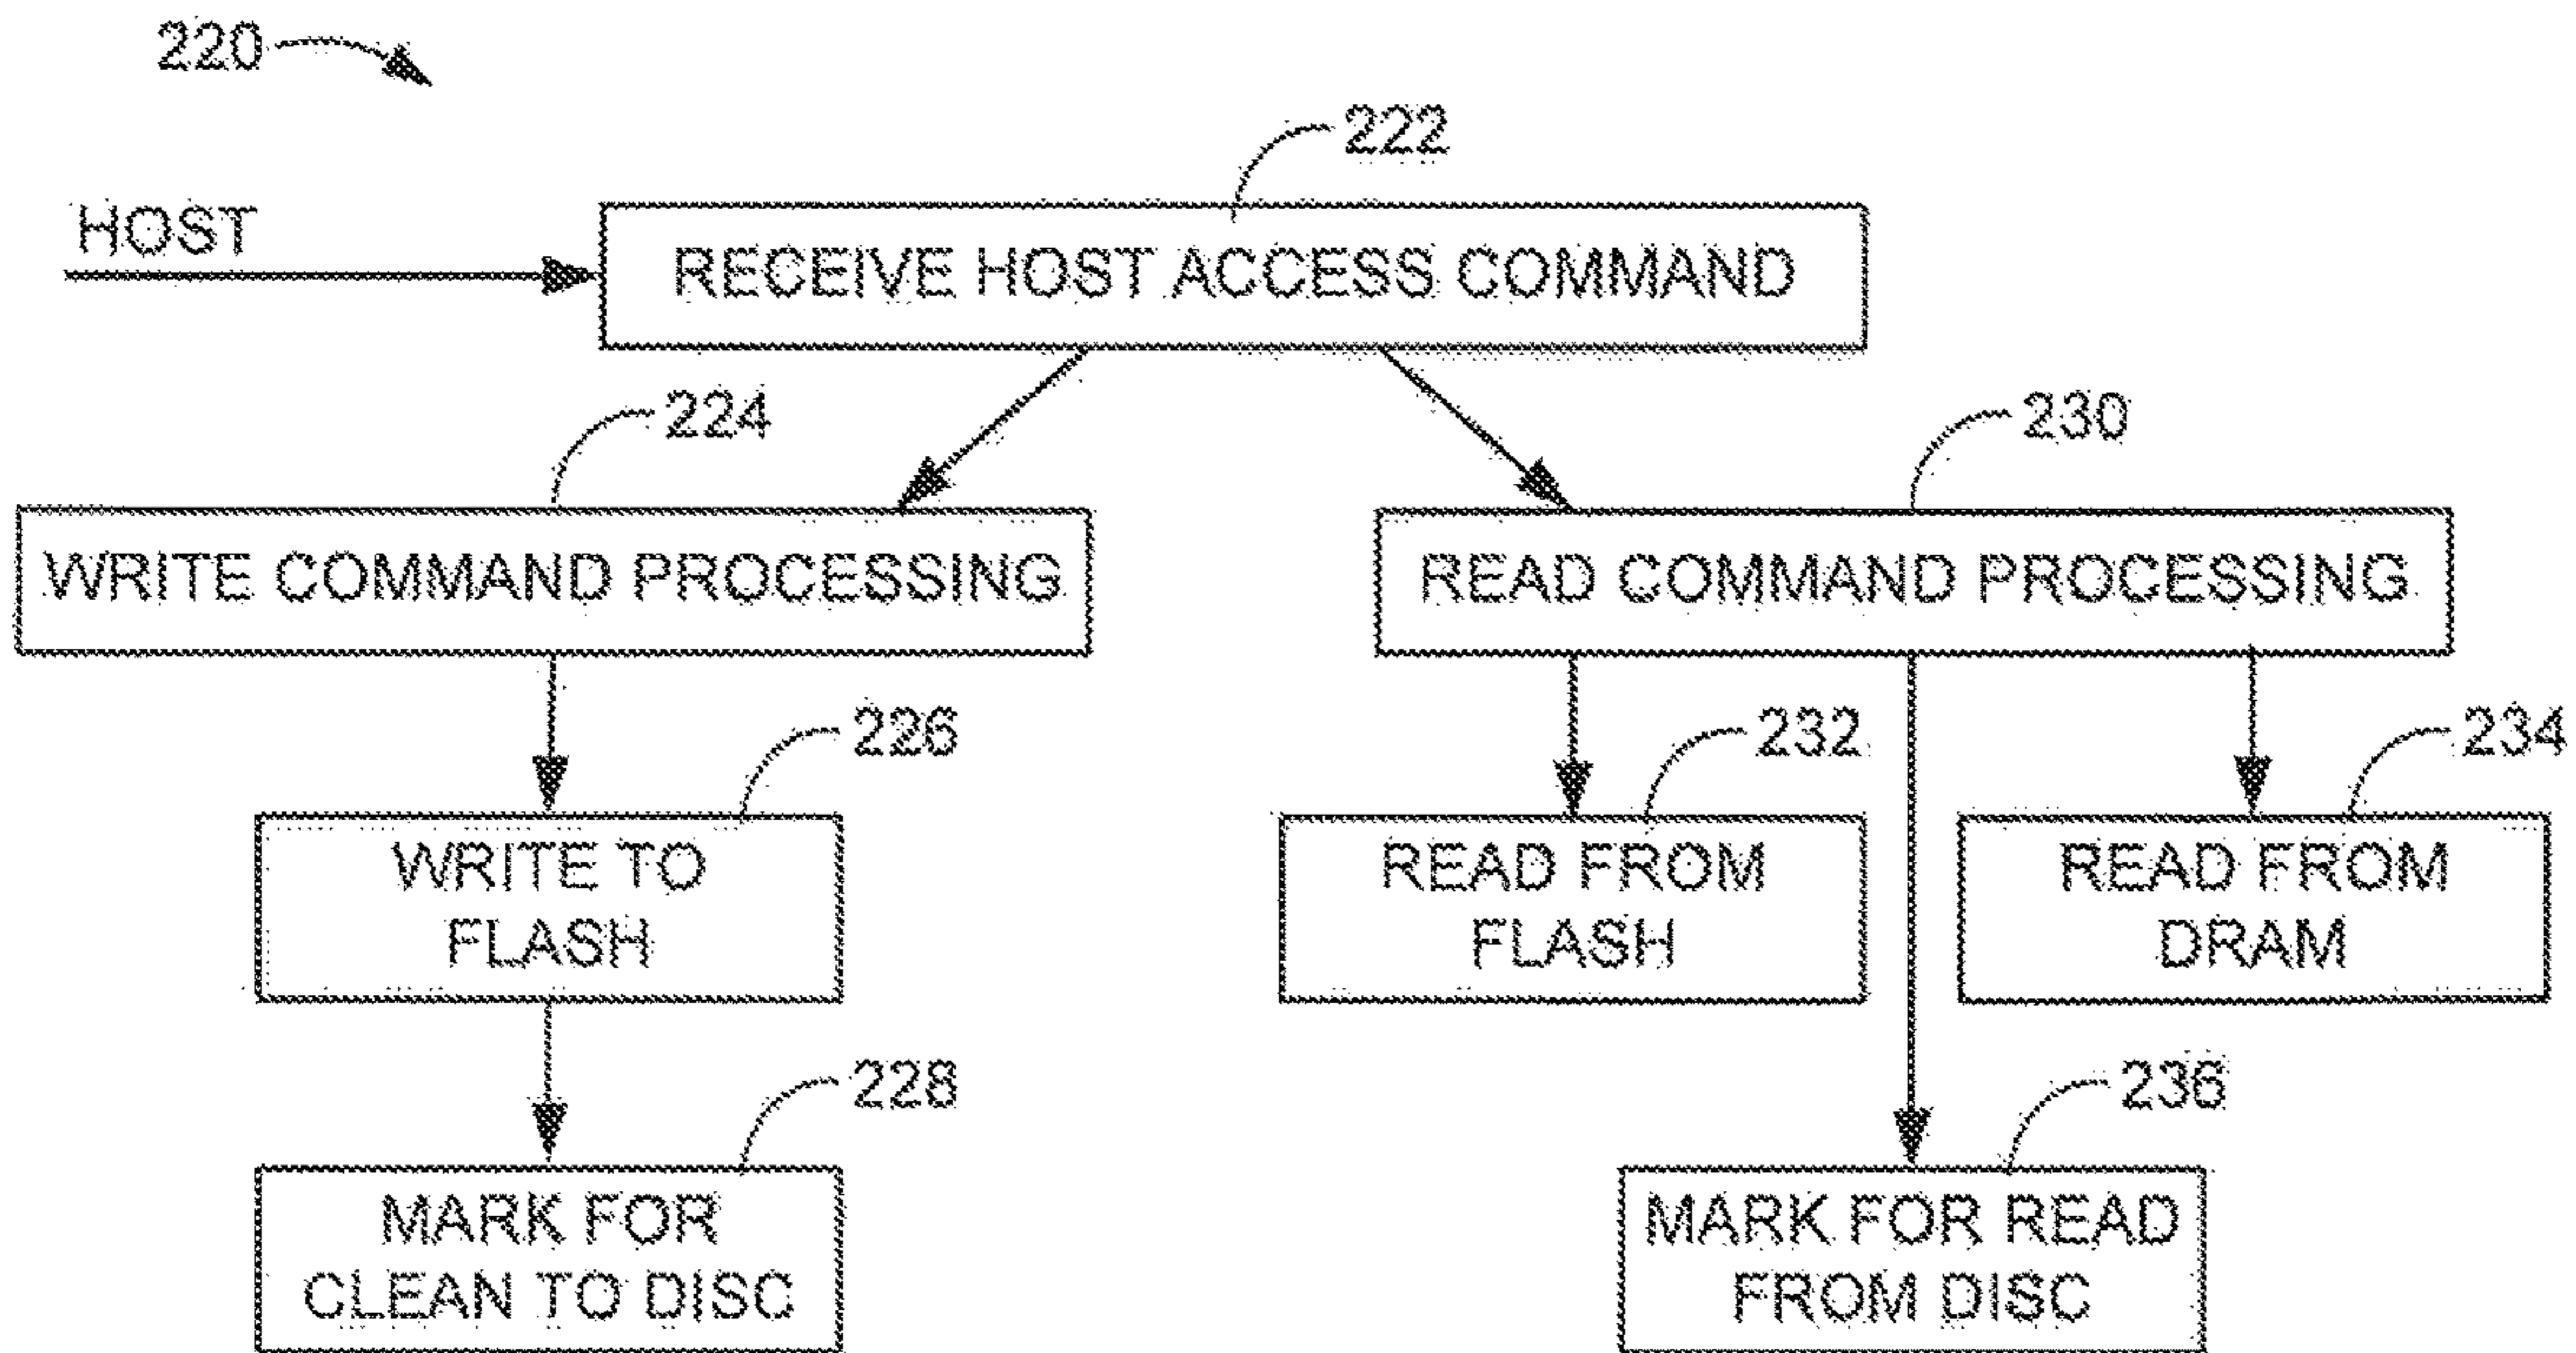 220
222
HOST
RECEIVE HOST ACCESS COMMAND
224
230
WRITE COMMAND PROCESSING
READ COMMAND PROCESSING
226
232
234
WRITE TO
FLASH
READ FROM
FLASH
READ FROM
DRAM
228
236
MARK FOR
CLEAN TO DISC
MARK FOR READ
FROM DISC